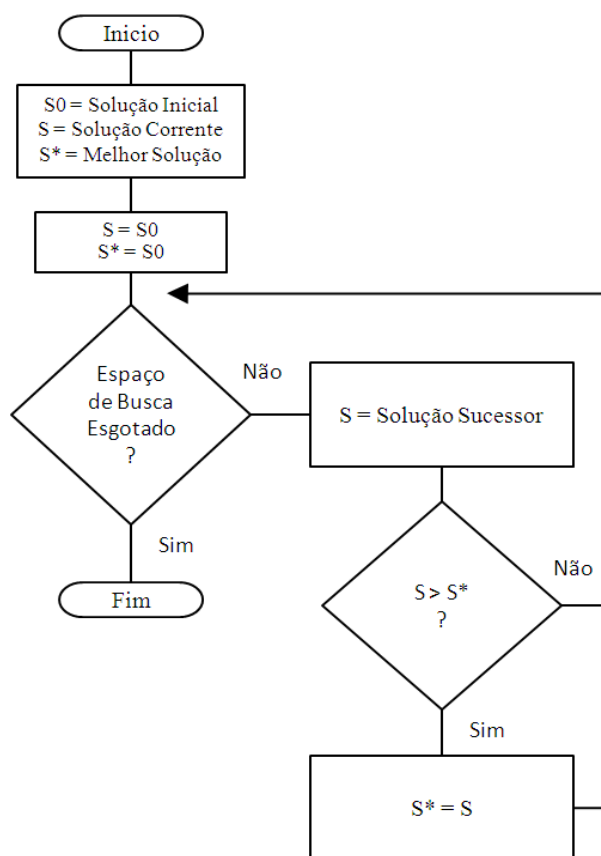 Inicio
S0 = Solução Inicial
S = Solução Corrente
S* = Melhor Solução
S = S0
S* = S0
Espaço
de Busca
Esgotado
?
Não
S = Solução Sucessor
Sim
Fim
S > S*
?
Não
Sim
S* = S